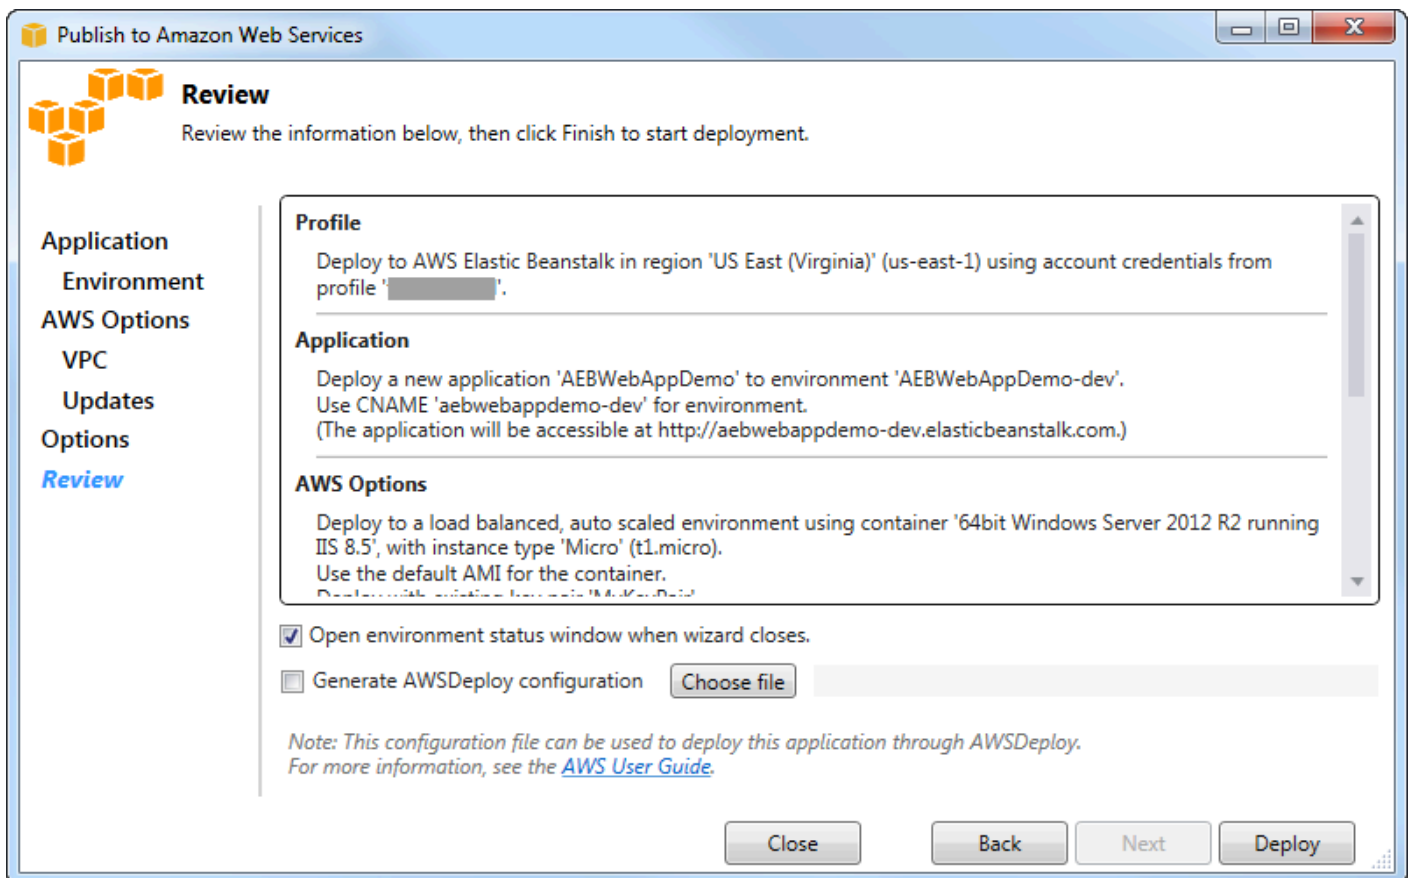 Publish to Amazon Web Services
Review
Review the information below, then click Finish to start deployment.
Application
Environment
AWS Options
VPC
Updates
Options
Review
Profile
Deploy to AWS Elastic Beanstalk in region 'US East (Virginia)' (us-east-1) using account credentials from
profile ' '.
Application
Deploy a new application 'AEBWebAppDemo' to environment 'AEBWebAppDemo-dev'.
Use CNAME 'aebwebappdemo-dev' for environment.
(The application will be accessible at http://aebwebappdemo-dev.elasticbeanstalk.com.)
AWS Options
Deploy to a load balanced, auto scaled environment using container '64bit Windows Server 2012 R2 running
IIS 8.5', with instance type 'Micro' (t1.micro).
Use the default AMI for the container.
Deploy with existing key pair 'MyKeyPair'
Open environment status window when wizard closes.
Generate AWSDeploy configuration Choose file
Note: This configuration file can be used to deploy this application through AWSDeploy.
For more information, see the AWS User Guide.
Close Back Next Deploy